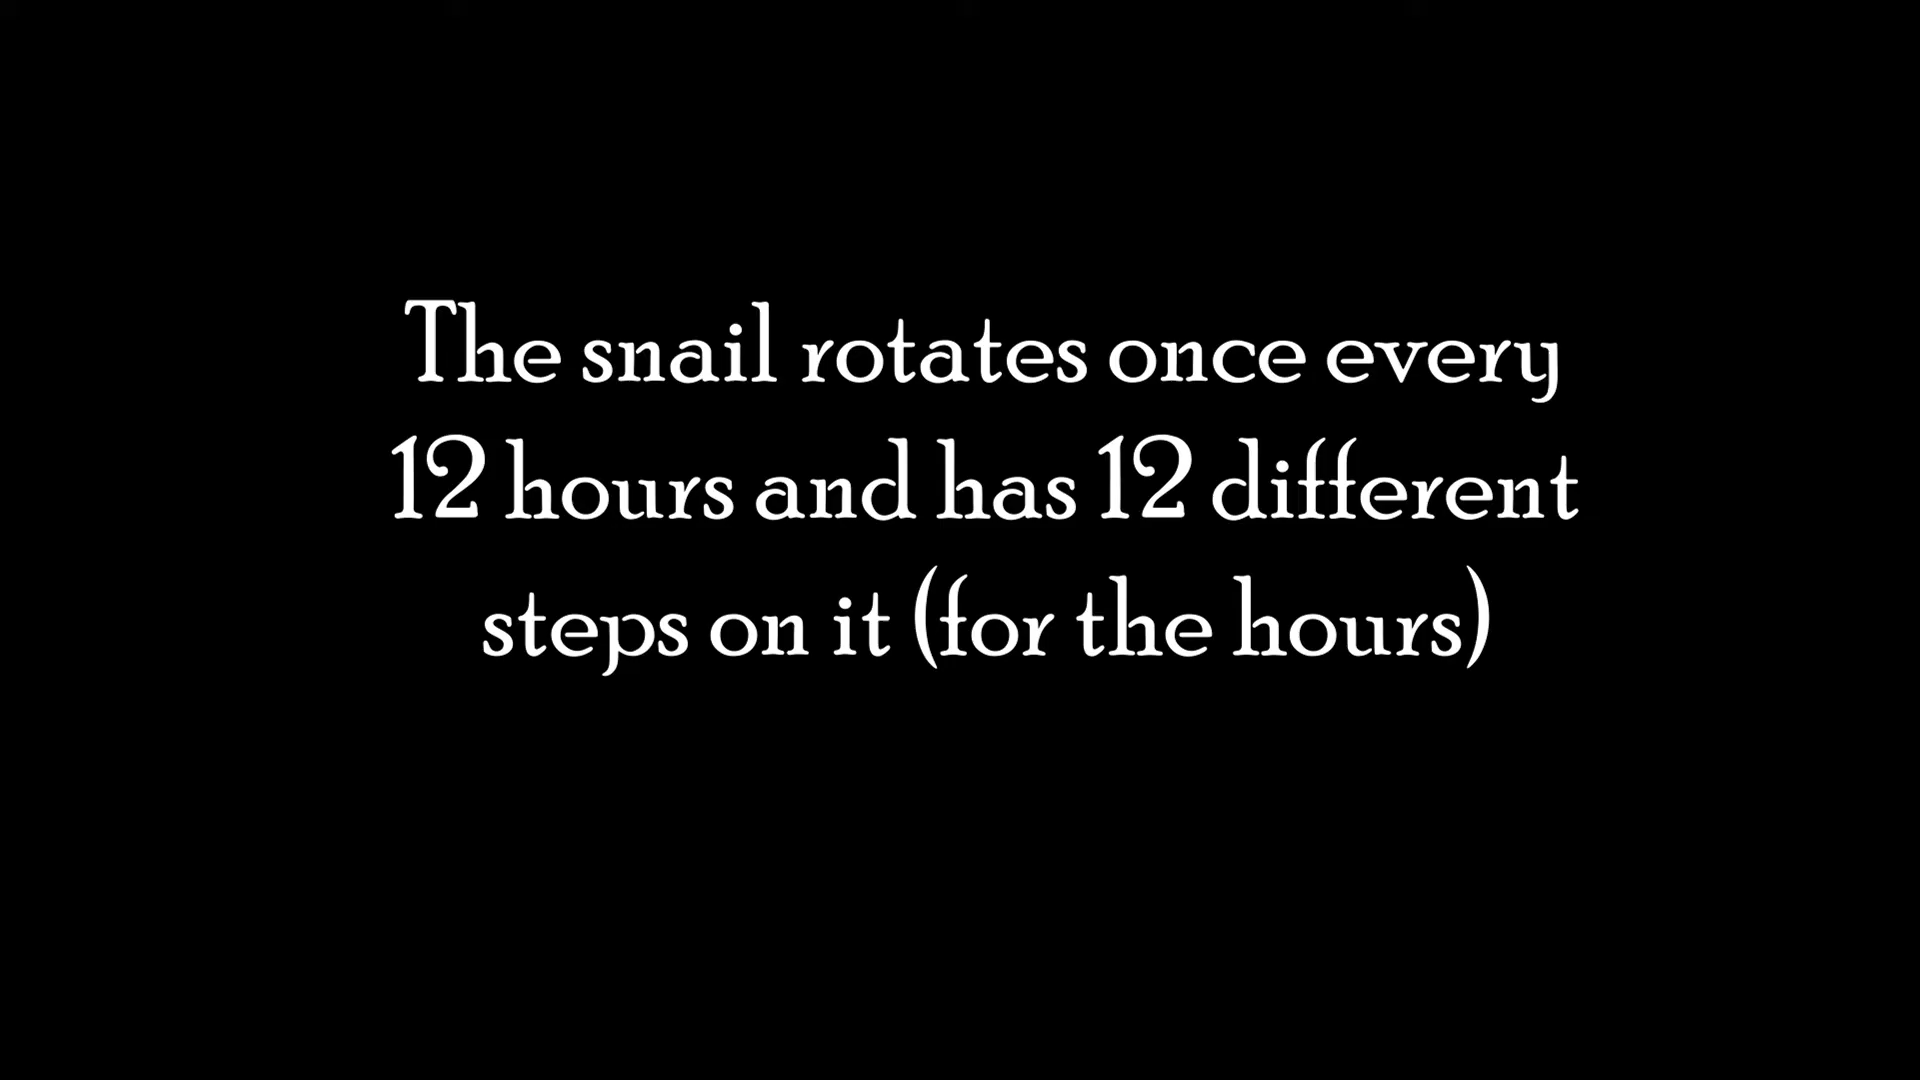 The snail rotates once every
12 hours and has 12 different
steps on it (for the hours)